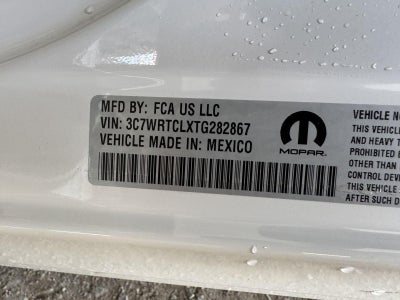 MFD BY: FCA US LLC
VIN: 3C7WRTCLXTG282867
VEHICLE MADE IN: MEXICO
MOPAR
VEHICLE
THIS VEHICLE
AND HEAVY
PROHIBITED
OTHER THAN
CONTROL
THIS VEHICLE
AFTER SUCH